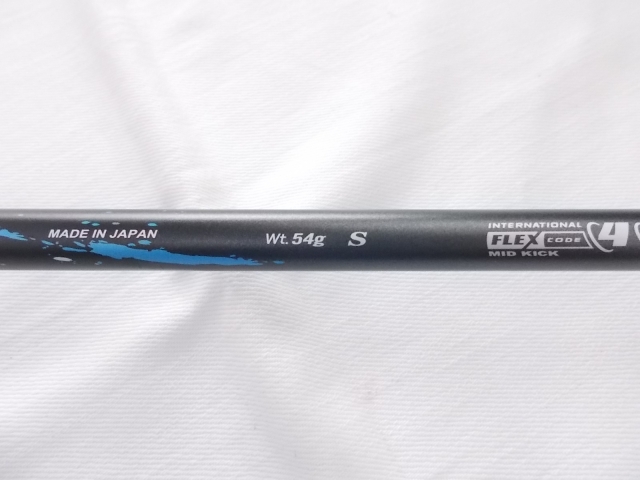 MADE IN JAPAN
Wt. 54g S
INTERNATIONAL
FLEX CODE 4
MID KICK